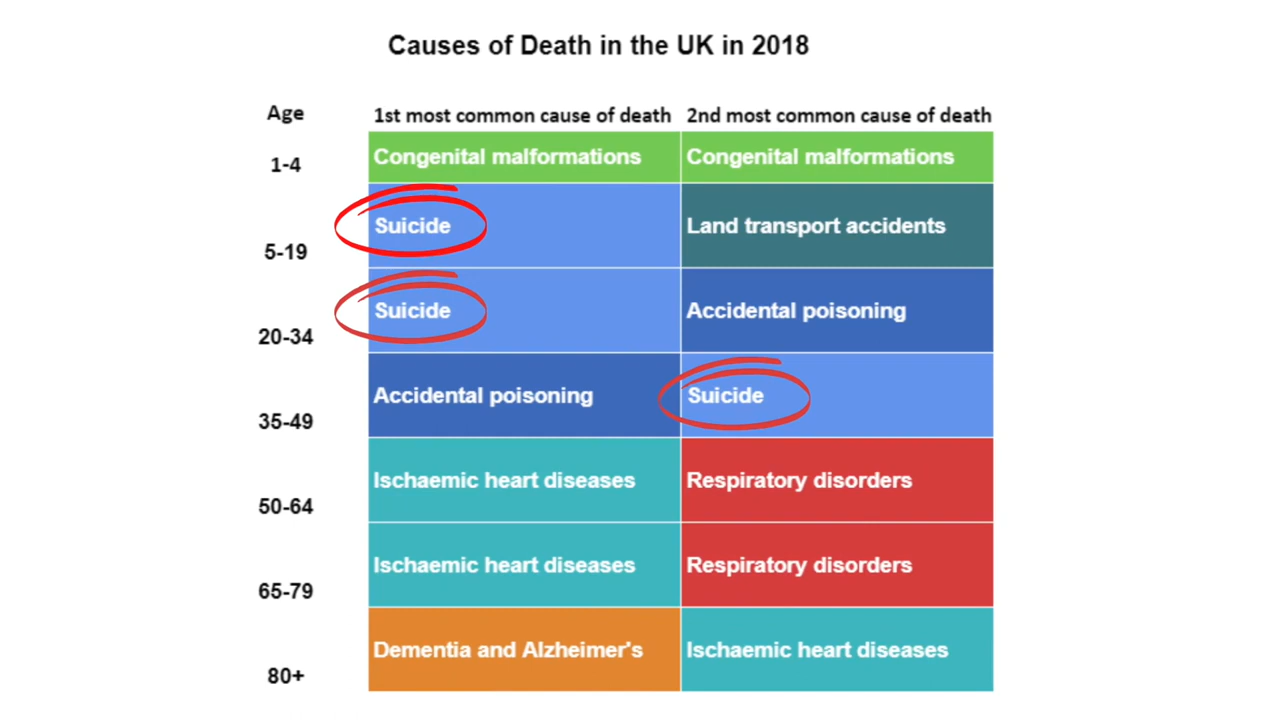 Causes of Death in the UK in 2018
Age 1st most common cause of death 2nd most common cause of death
1-4 Congenital malformations Congenital malformations
5-19 Suicide Land transport accidents
20-34 Suicide Accidental poisoning
35-49 Accidental poisoning Suicide
50-64 Ischaemic heart diseases Respiratory disorders
65-79 Ischaemic heart diseases Respiratory disorders
80+ Dementia and Alzheimer's Ischaemic heart diseases